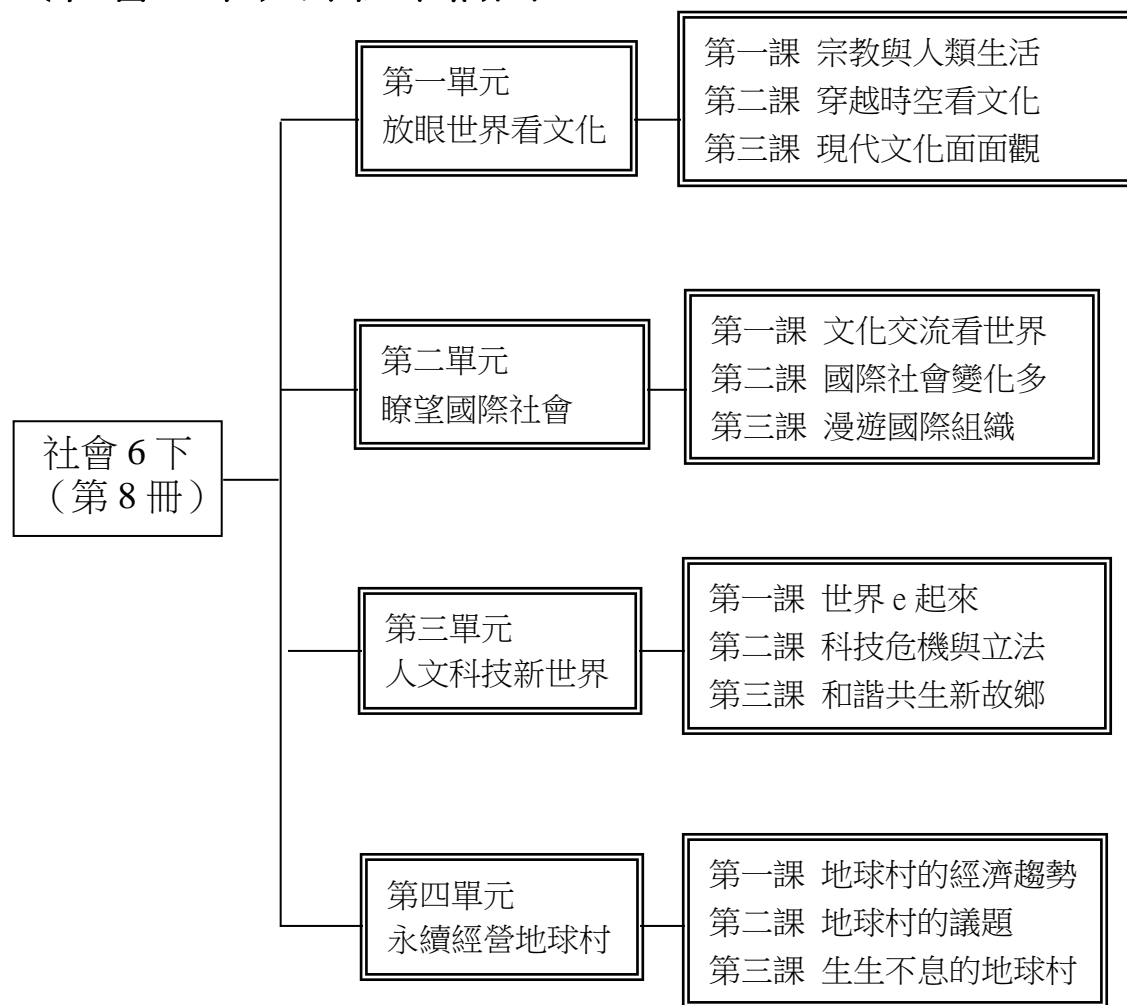 社會 6 下
（第 8 冊）
第一單元
放眼世界看文化
第一課 宗教與人類生活
第二課 穿越時空看文化
第三課 現代文化面面觀
第二單元
瞭望國際社會
第一課 文化交流看世界
第二課 國際社會變化多
第三課 漫遊國際組織
第三單元
人文科技新世界
第一課 世界 e 起來
第二課 科技危機與立法
第三課 和諧共生新故鄉
第四單元
永續經營地球村
第一課 地球村的經濟趨勢
第二課 地球村的議題
第三課 生生不息的地球村